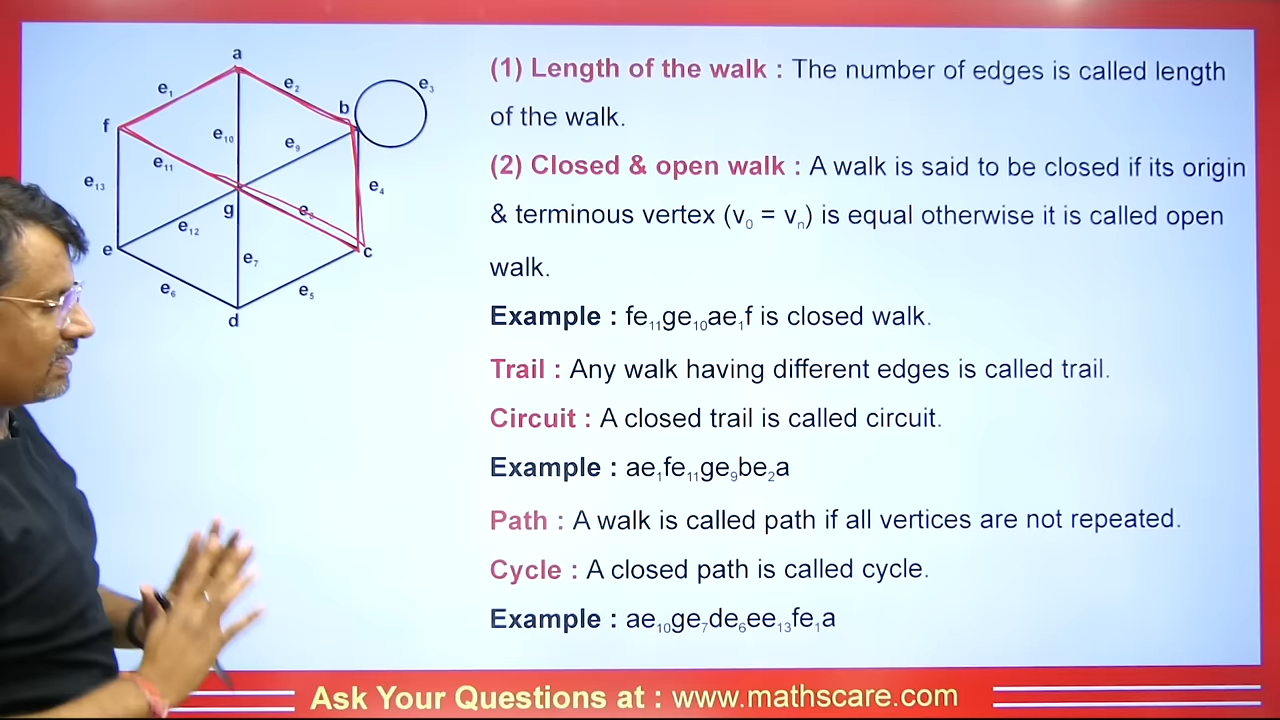 a
e₁
e₂
b
e₃
f
e₁₀
e₉
e₁₁
e₄
e₁₃
g
e₈
e₁₂
e
e₇
c
e₆
e₅
d
(1) Length of the walk : The number of edges is called length
of the walk.
(2) Closed & open walk : A walk is said to be closed if its origin
& terminous vertex (v₀ = vₙ) is equal otherwise it is called open
walk.
Example : fe₁₁ge₁₀ae₁f is closed walk.
Trail : Any walk having different edges is called trail.
Circuit : A closed trail is called circuit.
Example : ae₁fe₁₁ge₉be₂a
Path : A walk is called path if all vertices are not repeated.
Cycle : A closed path is called cycle.
Example : ae₁₀ge₇de₆ee₁₃fe₁a
Ask Your Questions at : www.mathscare.com